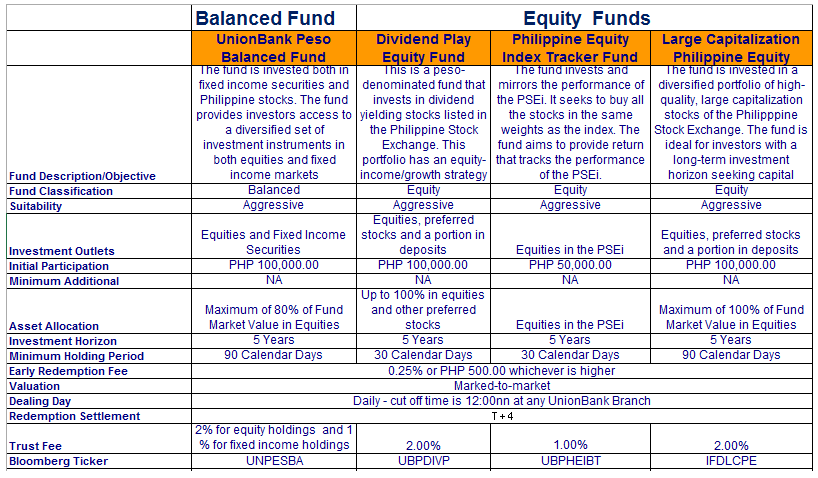 Balanced Fund Equity Funds
UnionBank Peso Balanced Fund Dividend Play Equity Fund Philippine Equity Index Tracker Fund Large Capitalization Philippine Equity
Fund Description/Objective
The fund is invested both in
fixed income securities and
Philippine stocks. The fund
provides investors access to
a diversified set of
investment instruments in
both equities and fixed
income markets
This is a peso-
denominated fund that
invests in dividend
yielding stocks listed in
the Philippine Stock
Exchange. This
portfolio has an equity-
income/growth strategy
The fund invests and
mirrors the performance of
the PSEi. It seeks to buy all
the stocks in the same
weights as the index. The
fund aims to provide return
that tracks the performance
of the PSEi.
The fund is invested in a
diversified portfolio of high-
quality, large capitalization
stocks of the Philipppine
Stock Exchange. The fund is
ideal for investors with a
long-term investment
horizon seeking capital
Fund Classification Balanced Equity Equity Equity
Suitability Aggressive Aggressive Aggressive Aggressive
Investment Outlets
Equities and Fixed Income
Securities
Equities, preferred
stocks and a portion in
deposits
Equities in the PSEi
Equities, preferred stocks
and a portion in deposits
Initial Participation PHP 100,000.00 PHP 100,000.00 PHP 50,000.00 PHP 100,000.00
Minimum Additional NA NA NA NA
Asset Allocation
Maximum of 80% of Fund
Market Value in Equities
Up to 100% in equities
and other preferred
stocks
Equities in the PSEi
Maximum of 100% of Fund
Market Value in Equities
Investment Horizon 5 Years 5 Years 5 Years 5 Years
Minimum Holding Period 90 Calendar Days 30 Calendar Days 30 Calendar Days 90 Calendar Days
Early Redemption Fee 0.25% or PHP 500.00 whichever is higher
Valuation Marked-to-market
Dealing Day Daily - cut off time is 12:00nn at any UnionBank Branch
Redemption Settlement T + 4
Trust Fee
2% for equity holdings and 1
% for fixed income holdings
2.00% 1.00% 2.00%
Bloomberg Ticker UNPESBA UBPDIVP UBPHEIBT IFDLCPE